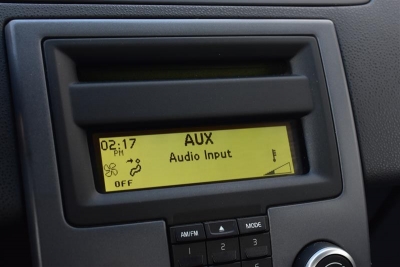 02:17
PM
AUX
Audio Input
OFF
AM/FM
MODE
1
2
3